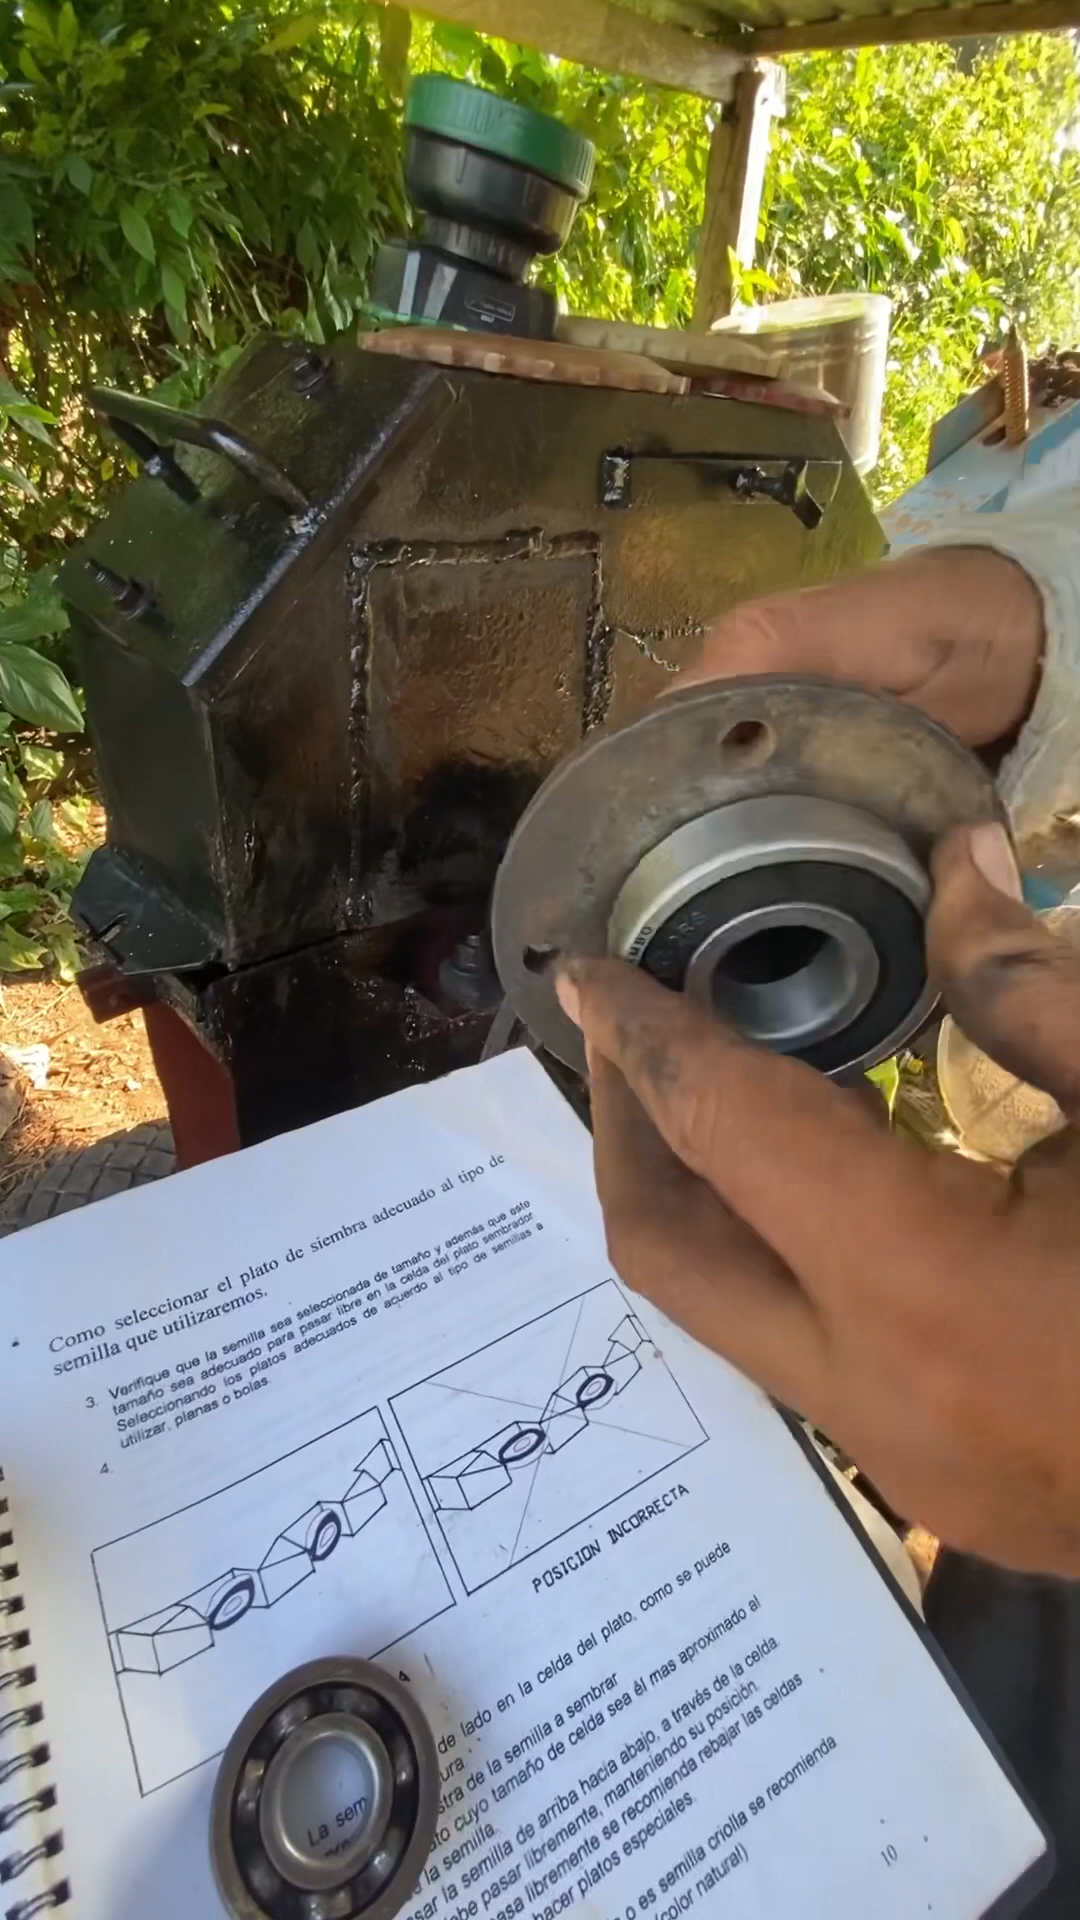 Como seleccionar el plato de siembra adecuado al tipo de
semilla que utilizaremos.
3. Verifique que la semilla sea seleccionada de tamaño y además que este
tamaño sea adecuado para pasar libre en la celda del plato sembrador
Seleccionando los platos adecuados de acuerdo al tipo de semillas a
utilizar, planas o bolas.
4.
POSICION INCORRECTA
de lado en la celda del plato, como se puede
de la semilla a sembrar
cuyo tamaño de celda sea él mas aproximado al
la semilla.
la semilla de arriba hacia abajo, a través de la celda
pasar libremente, manteniendo su posición.
libremente se recomienda rebajar las celdas
hacer platos especiales.
o es semilla criolla se recomienda
(color natural)
La sem
10